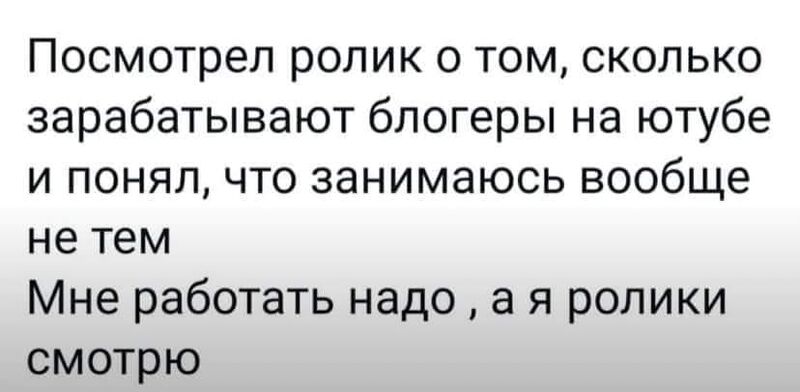 Посмотрел ролик о том, сколько
зарабатывают блогеры на ютубе
и понял, что занимаюсь вообще
не тем
Мне работать надо , а я ролики
смотрю